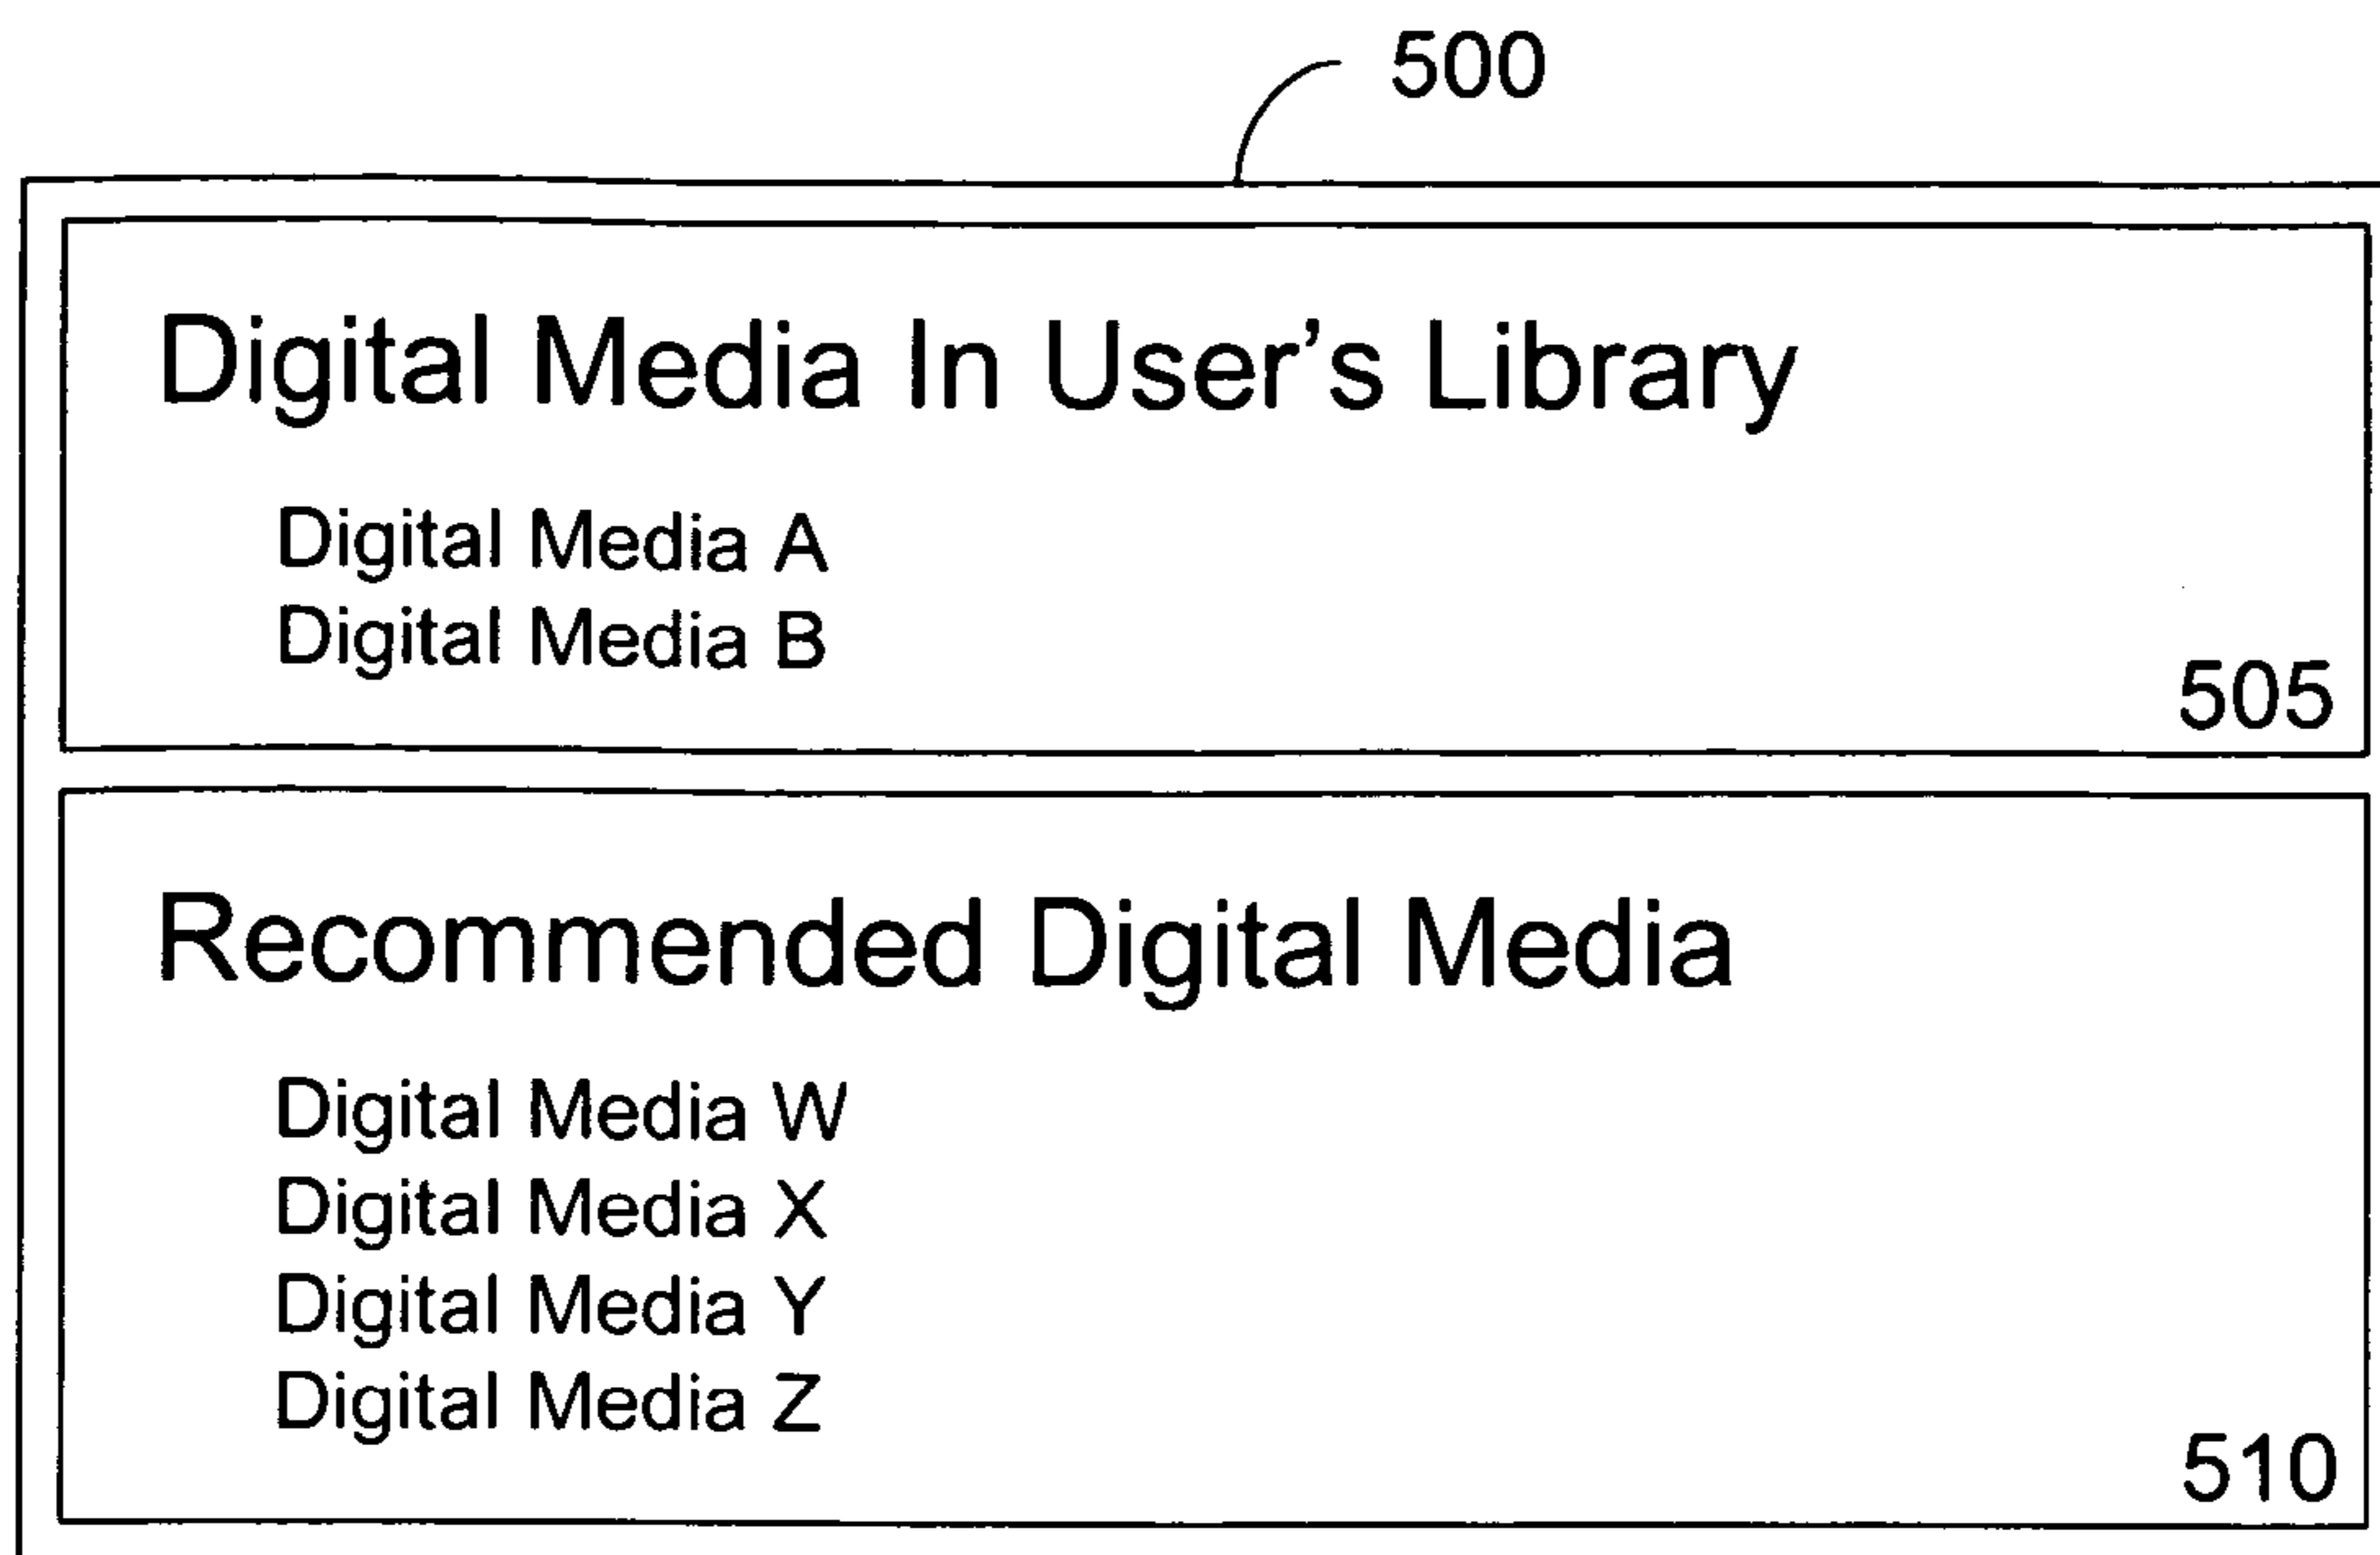 500
Digital Media In User’s Library
Digital Media A
Digital Media B
505
Recommended Digital Media
Digital Media W
Digital Media X
Digital Media Y
Digital Media Z
510